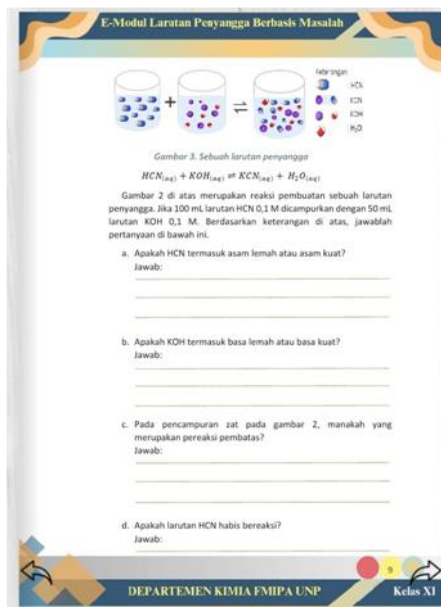 E-Modul Laratan Penyangga Berbasis Masalah
Keterangan
HCN
KCN
KOH
H₂O
+
⇌
Gambar 3. Sebuah larutan penyangga
HCN(aq) + KOH(aq) ⇌ KCN(aq) + H₂O(aq)
Gambar 2 di atas merupakan reaksi pembuatan sebuah larutan
penyangga. Jika 100 mL larutan HCN 0,1 M dicampurkan dengan 50 mL
larutan KOH 0,1 M. Berdasarkan keterangan di atas, jawablah
pertanyaan di bawah ini.
a. Apakah HCN termasuk asam lemah atau asam kuat?
Jawab:
b. Apakah KOH termasuk basa lemah atau basa kuat?
Jawab:
c. Pada pencampuran zat pada gambar 2, manakah yang
merupakan pereaksi pembatas?
Jawab:
d. Apakah larutan HCN habis bereaksi?
Jawab:
9
DEPARTEMEN KIMIA FMIPA UNP
Kelas XI